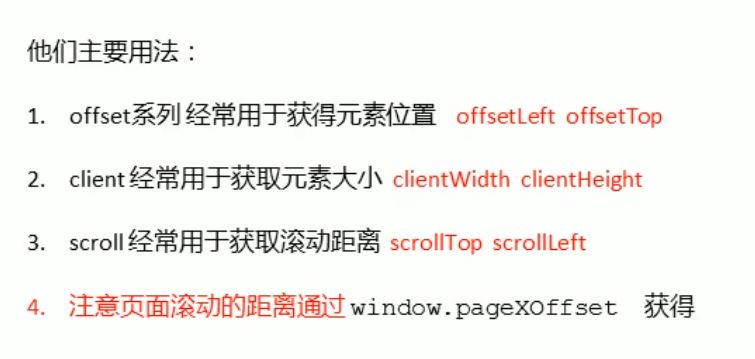 他们主要用法：
1. offset系列 经常用于获得元素位置 offsetLeft offsetTop
2. client 经常用于获取元素大小 clientWidth clientHeight
3. scroll 经常用于获取滚动距离 scrollTop scrollLeft
4. 注意页面滚动的距离通过 window.pageXOffset 获得